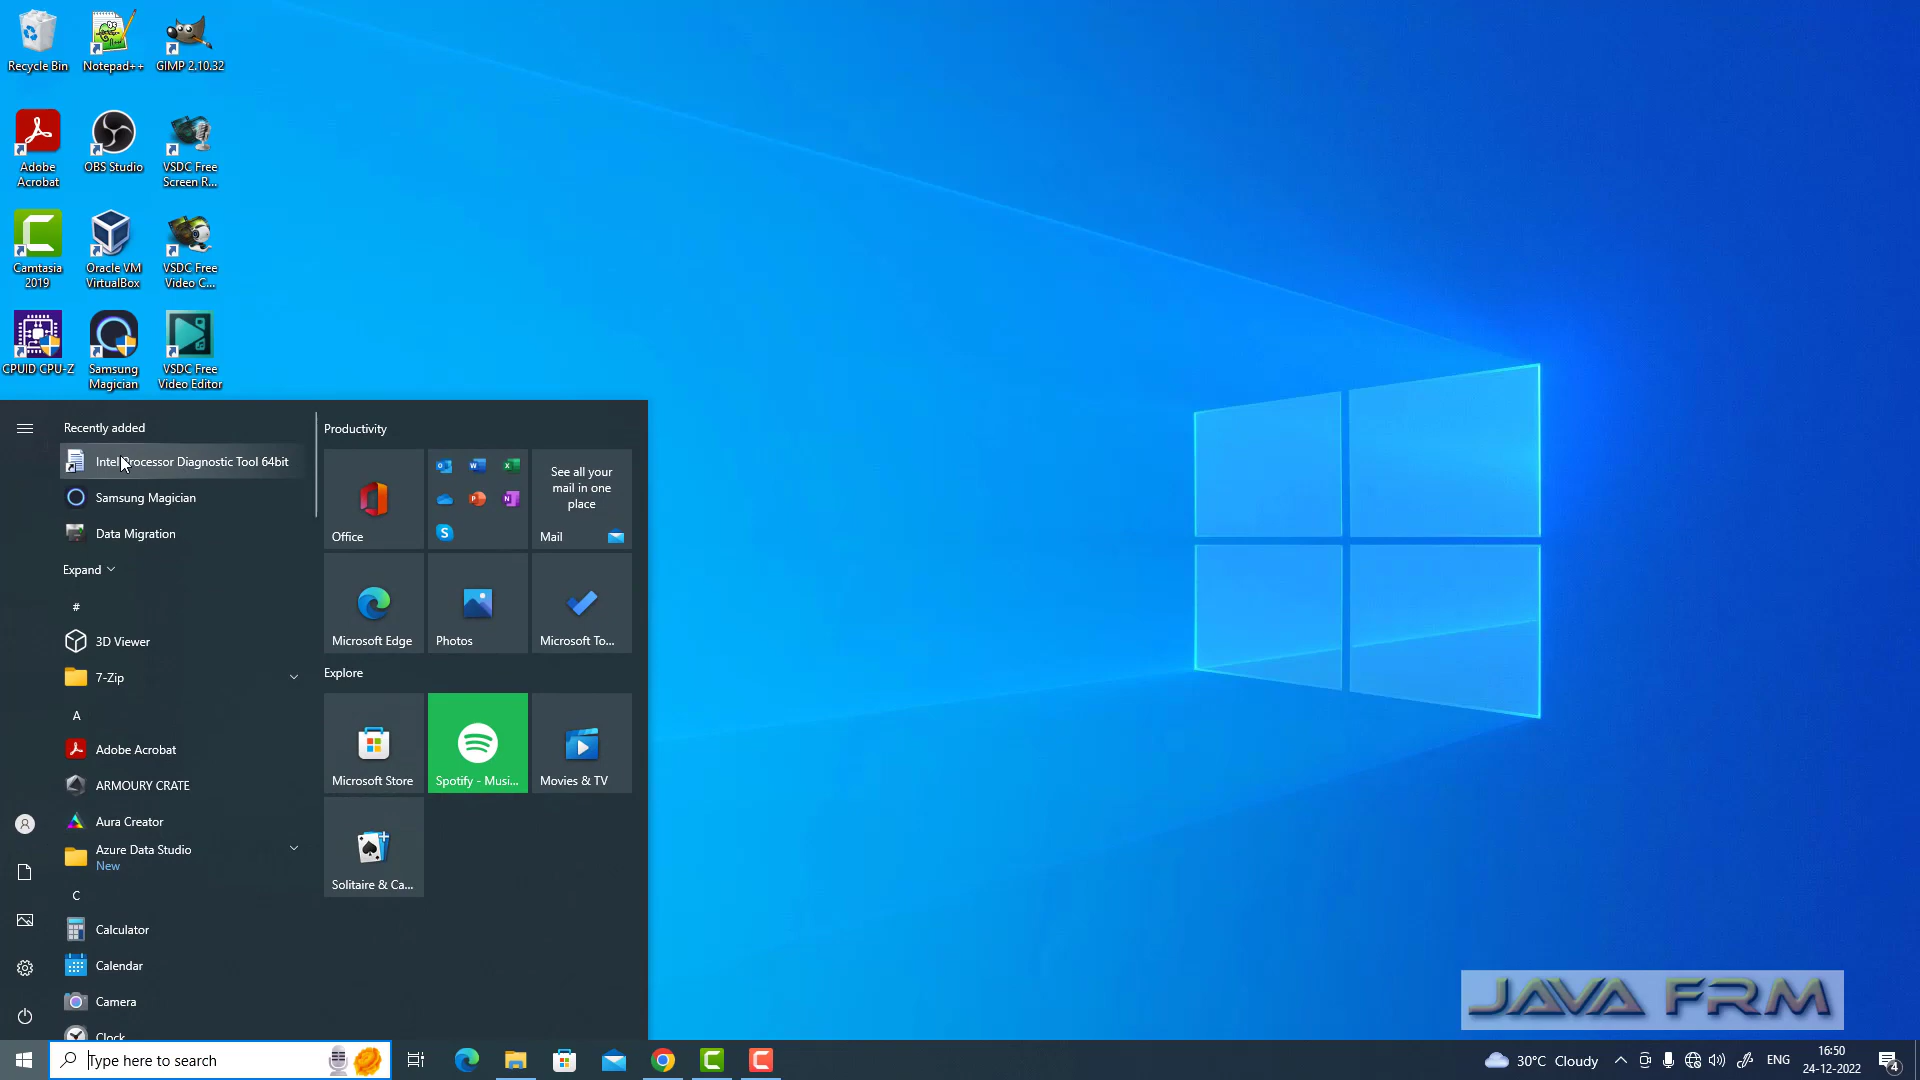 Recycle Bin
Notepad++
GIMP 2.10.32
Adobe
Acrobat
OBS Studio
VSDC Free
Screen R...
Camtasia
2019
Oracle VM
VirtualBox
VSDC Free
Video C...
CPUID CPU-Z
Samsung
Magician
VSDC Free
Video Editor
Recently added
Intel Processor Diagnostic Tool 64bit
Samsung Magician
Data Migration
Expand
#
3D Viewer
7-Zip
A
Adobe Acrobat
ARMOURY CRATE
Aura Creator
Azure Data Studio
New
C
Calculator
Calendar
Camera
Clock
Productivity
Office
See all your
mail in one
place
Mail
Microsoft Edge
Photos
Microsoft To...
Explore
Microsoft Store
Spotify - Musi...
Movies & TV
Solitaire & Ca...
JAVA FRM
Type here to search
30°C Cloudy
ENG
16:50
24-12-2022
4